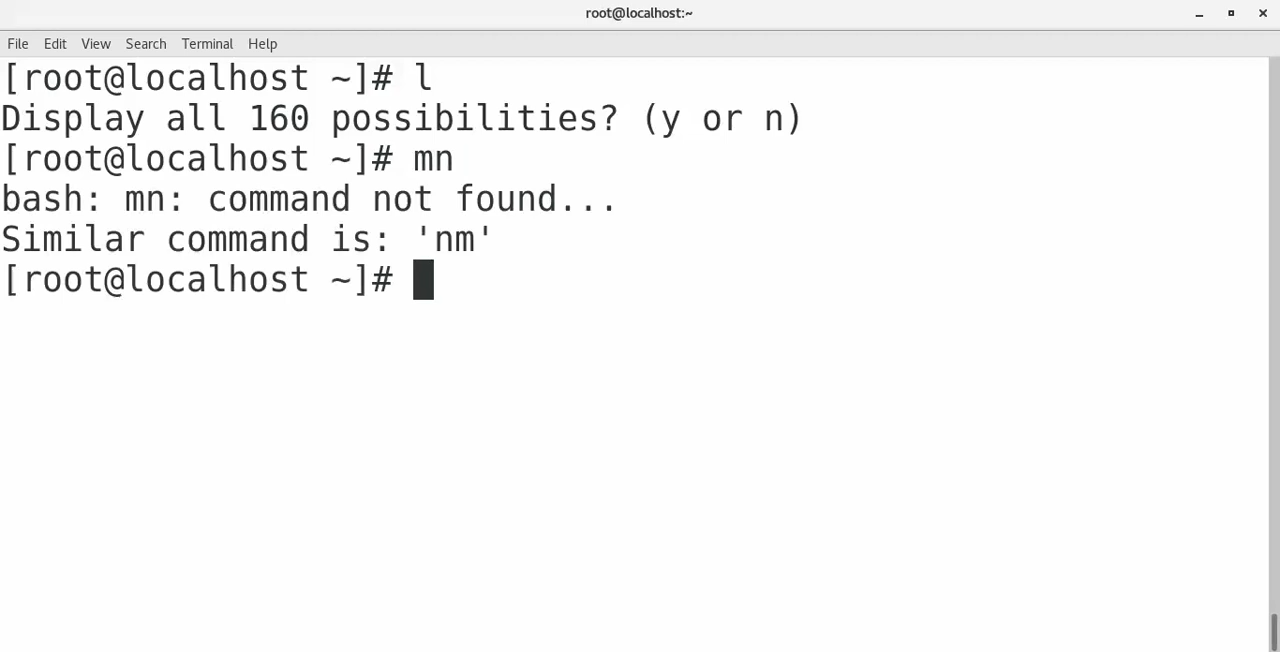 root@localhost:~
File Edit View Search Terminal Help
[root@localhost ~]# l
Display all 160 possibilities? (y or n)
[root@localhost ~]# mn
bash: mn: command not found...
Similar command is: 'nm'
[root@localhost ~]#